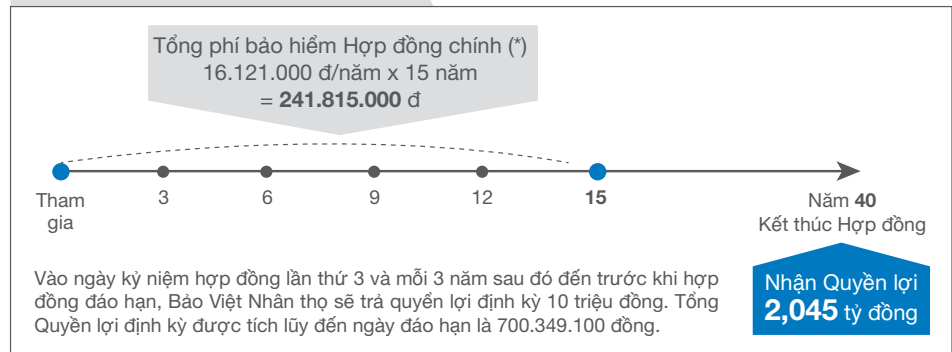 Tổng phí bảo hiểm Hợp đồng chính (*)
16.121.000 đ/năm x 15 năm
= 241.815.000 đ
Tham
gia
3
6
9
12
15
Năm 40
Kết thúc Hợp đồng
Vào ngày kỷ niệm hợp đồng lần thứ 3 và mỗi 3 năm sau đó đến trước khi hợp
đồng đáo hạn, Bảo Việt Nhân thọ sẽ trả quyển lợi định kỳ 10 triệu đồng. Tổng
Quyền lợi định kỳ được tích lũy đến ngày đáo hạn là 700.349.100 đồng.
Nhận Quyền lợi
2,045 tỷ đồng